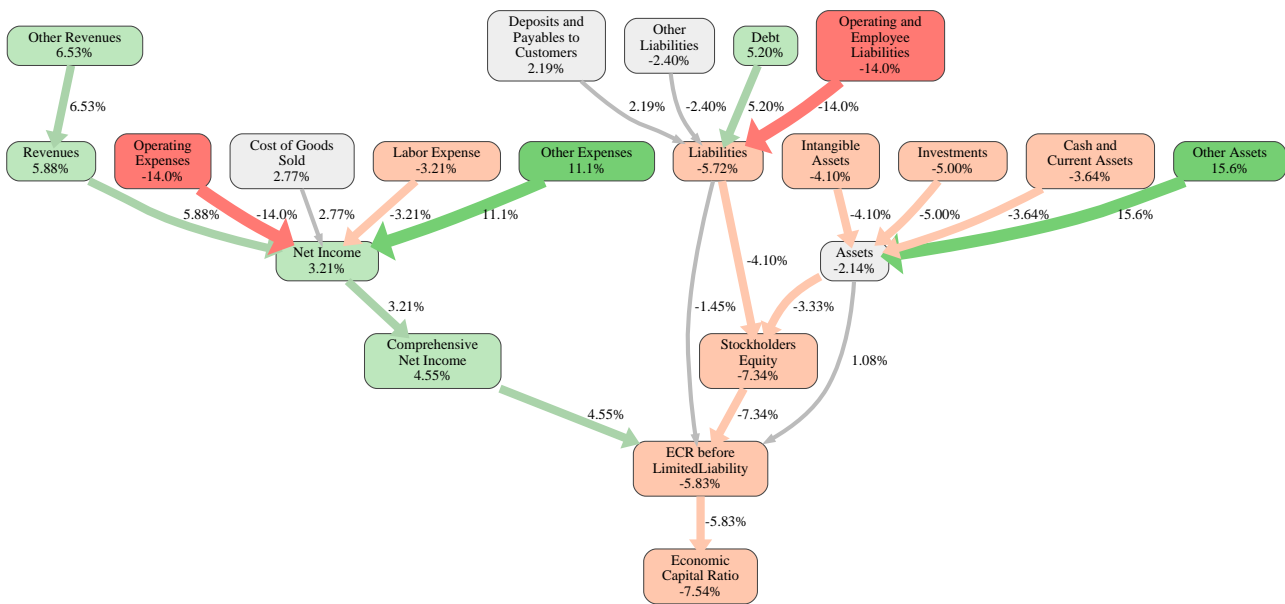 Deposits and
Payables to
Customers
2.19%
Other
Liabilities
-2.40%
Debt
5.20%
Operating and
Employee
Liabilities
-14.0%
Other Revenues
6.53%
6.53%
2.19%
-2.40%
5.20%
-14.0%
Revenues
5.88%
Operating
Expenses
-14.0%
Cost of Goods
Sold
2.77%
Labor Expense
-3.21%
Other Expenses
11.1%
Liabilities
-5.72%
Intangible
Assets
-4.10%
Investments
-5.00%
Cash and
Current Assets
-3.64%
Other Assets
15.6%
5.88%
-14.0%
2.77%
-3.21%
11.1%
-4.10%
-5.00%
-3.64%
15.6%
Net Income
3.21%
Assets
-2.14%
-4.10%
3.21%
-1.45%
-3.33%
Comprehensive
Net Income
4.55%
Stockholders
Equity
-7.34%
1.08%
4.55%
-7.34%
ECR before
LimitedLiability
-5.83%
-5.83%
Economic
Capital Ratio
-7.54%